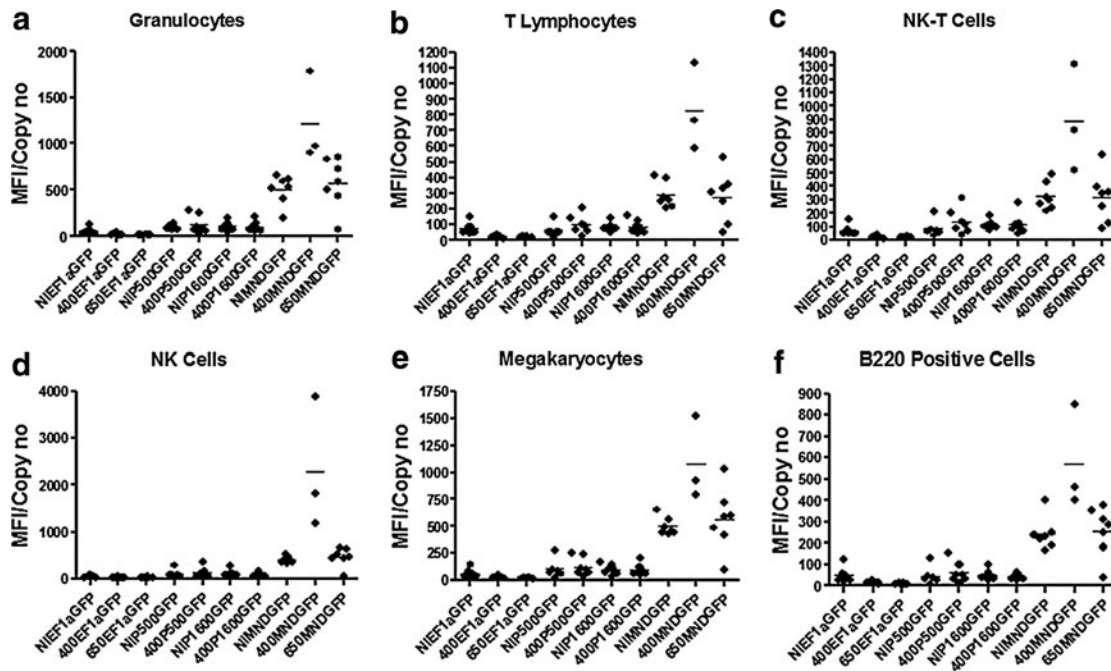 a Granulocytes
MFI/Copy no
2000
1500
1000
500
0
NIEF1aGFP
400EF1aGFP
650EF1aGFP
NIP500GFP
400P500GFP
NIP1600GFP
400P1600GFP
NIMNDGFP
400MNDGFP
650MNDGFP
b T Lymphocytes
MFI/Copy no
1200
1100
1000
900
800
700
600
500
400
300
200
100
0
NIEF1aGFP
400EF1aGFP
650EF1aGFP
NIP500GFP
400P500GFP
NIP1600GFP
400P1600GFP
NIMNDGFP
400MNDGFP
650MNDGFP
c NK-T Cells
MFI/Copy no
1400
1300
1200
1100
1000
900
800
700
600
500
400
300
200
100
0
NIEF1aGFP
400EF1aGFP
650EF1aGFP
NIP500GFP
400P500GFP
NIP1600GFP
400P1600GFP
NIMNDGFP
400MNDGFP
650MNDGFP
d NK Cells
MFI/Copy no
4000
3000
2000
1000
0
NIEF1aGFP
400EF1aGFP
650EF1aGFP
NIP500GFP
400P500GFP
NIP1600GFP
400P1600GFP
NIMNDGFP
400MNDGFP
650MNDGFP
e Megakaryocytes
MFI/Copy no
1750
1500
1250
1000
750
500
250
0
NIEF1aGFP
400EF1aGFP
650EF1aGFP
NIP500GFP
400P500GFP
NIP1600GFP
400P1600GFP
NIMNDGFP
400MNDGFP
650MNDGFP
f B220 Positive Cells
MFI/Copy no
900
800
700
600
500
400
300
200
100
0
NIEF1aGFP
400EF1aGFP
650EF1aGFP
NIP500GFP
400P500GFP
NIP1600GFP
400P1600GFP
NIMNDGFP
400MNDGFP
650MNDGFP